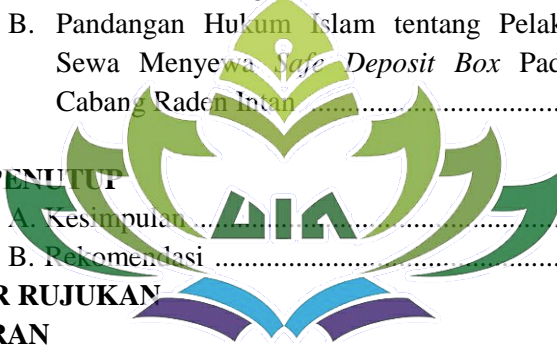 B. Pandangan Hukum Islam tentang Pelak
Sewa Menyewa Safe Deposit Box Pad
Cabang Raden Intan ....................................
PENUTUP
A. Kesimpulan ..................................................
UIN
B. Rekomendasi ................................................
R RUJUKAN
RAN